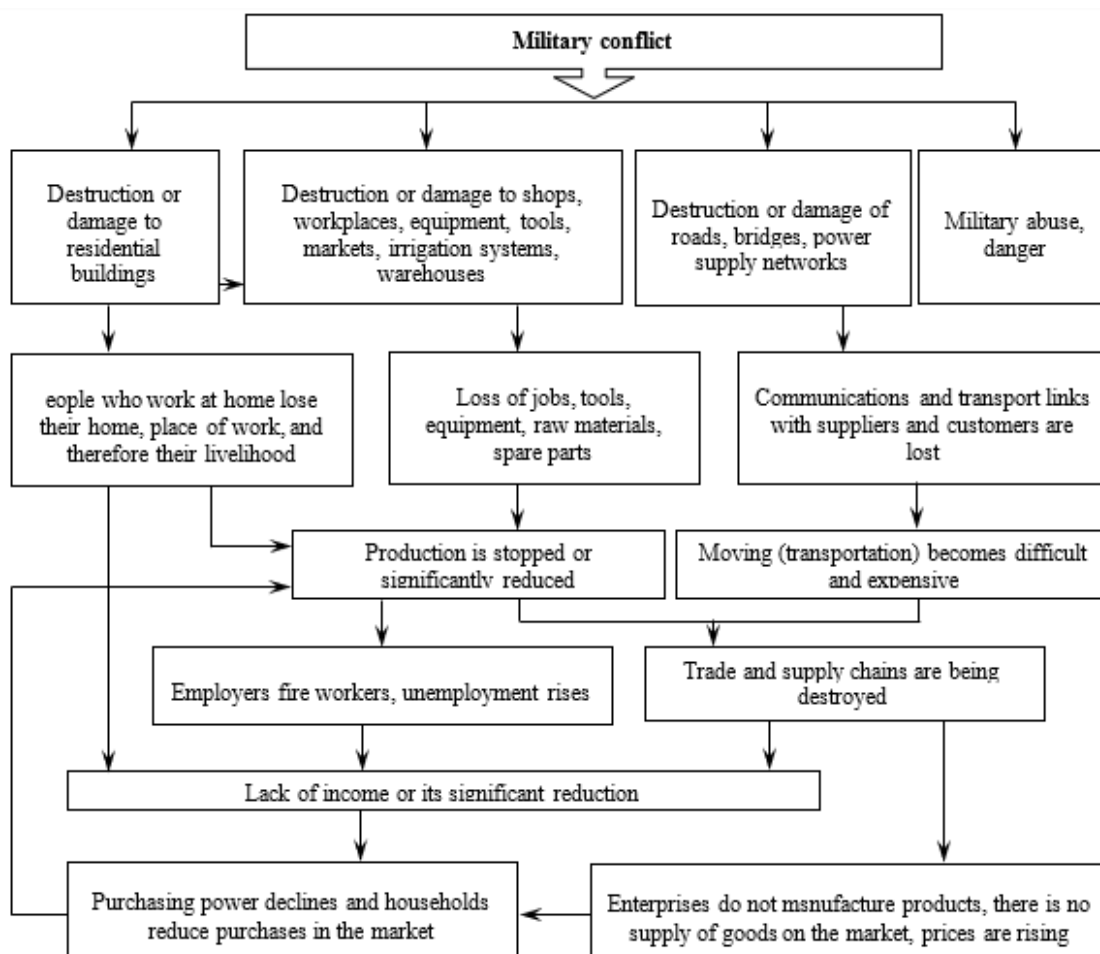 Military conflict
Destruction or
damage to
residential
buildings
Destruction or damage to shops,
workplaces, equipment, tools,
markets, irrigation systems,
warehouses
Destruction or damage of
roads, bridges, power
supply networks
Military abuse,
danger
eople who work at home lose
their home, place of work, and
therefore their livelihood
Loss of jobs, tools,
equipment, raw materials,
spare parts
Communications and transport links
with suppliers and customers are
lost
Production is stopped or
significantly reduced
Moving (transportation) becomes difficult
and expensive
Employers fire workers, unemployment rises
Trade and supply chains are being
destroyed
Lack of income or its significant reduction
Purchasing power declines and households
reduce purchases in the market
Enterprises do not msnufacture products, there is no
supply of goods on the market, prices are rising